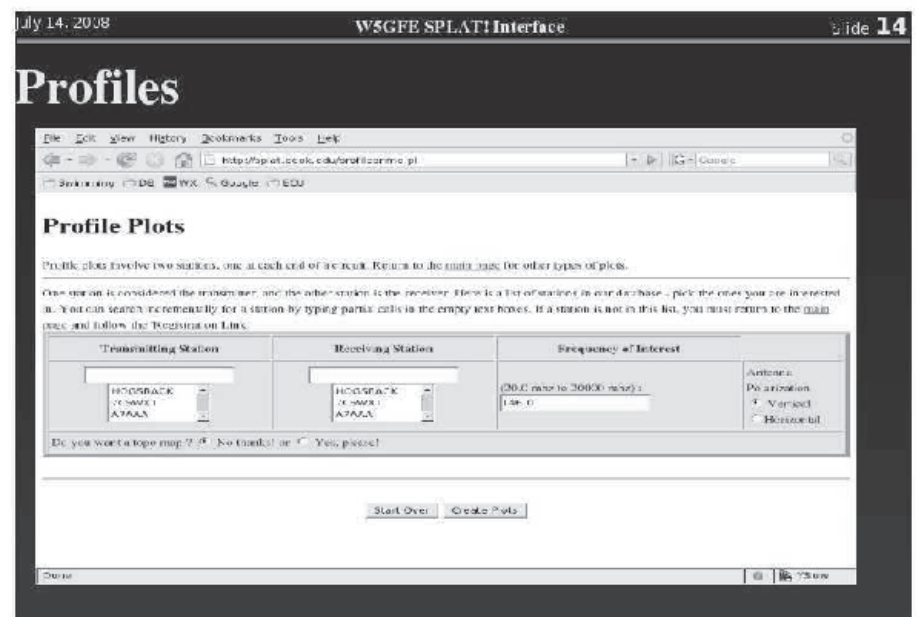 July 14, 2008 W5GFE SPLAT! Interface Slide 14
Profiles
File Edit View History Bookmarks Tools Help
Swimming DB WX Google ECU
Profile Plots
Profile plots involve two stations, one at each end of a circuit. Return to the main page for other types of plots.
One station is considered the transmitter, and the other station is the receiver. Here is a list of stations in our database - pick the ones you are interested
in. You can search incrementally for a station by typing partial calls in the empty text boxes. If a station is not in this list, you must return to the main
page and follow the Registration Link
Transmitting Station Receiving Station Frequency of Interest
HOGSBACK HOGSBACK (20.0 mhz to 20000 mhz) : Antenna
Polarization
146.0 Vertical
Horizontal
Do you want a topo map ? No thanks! or Yes, please!
Start Over Create Plots
Done